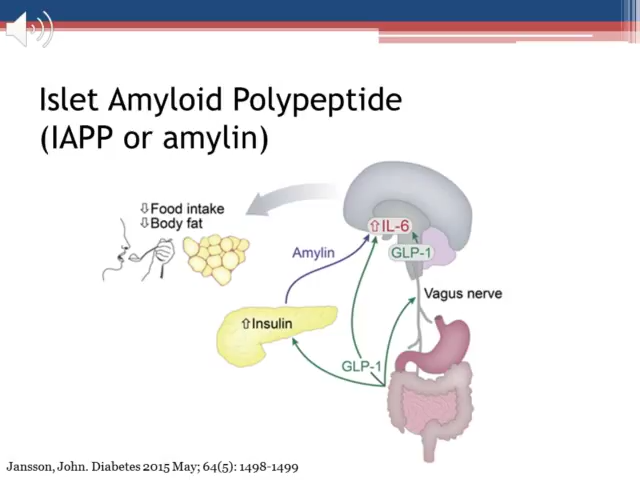 Islet Amyloid Polypeptide
(IAPP or amylin)
⇩Food intake
⇩Body fat
⇧IL-6
Amylin
GLP-1
Vagus nerve
⇧Insulin
GLP-1
Jansson, John. Diabetes 2015 May; 64(5): 1498-1499